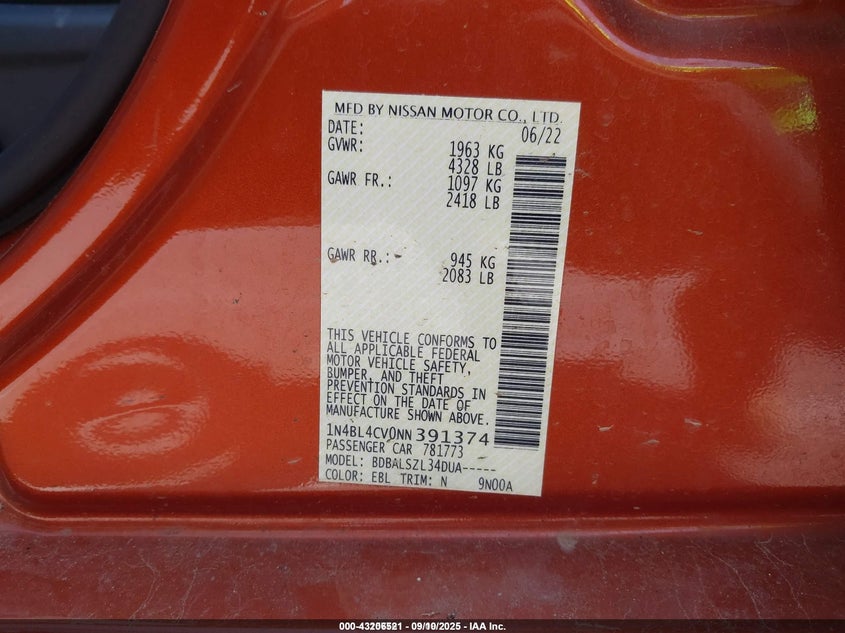 MFD BY NISSAN MOTOR CO., LTD.
DATE: 06/22
GVWR: 1963 KG
4328 LB
GAWR FR.: 1097 KG
2418 LB
GAWR RR.: 945 KG
2083 LB
THIS VEHICLE CONFORMS TO
ALL APPLICABLE FEDERAL
MOTOR VEHICLE SAFETY,
BUMPER, AND THEFT
PREVENTION STANDARDS IN
EFFECT ON THE DATE OF
MANUFACTURE SHOWN ABOVE.
1N4BL4CV0NN391374
PASSENGER CAR 781773
MODEL: BDBALSZL34DUA-----
COLOR: EBL TRIM: N 9N00A
- IAA Inc.